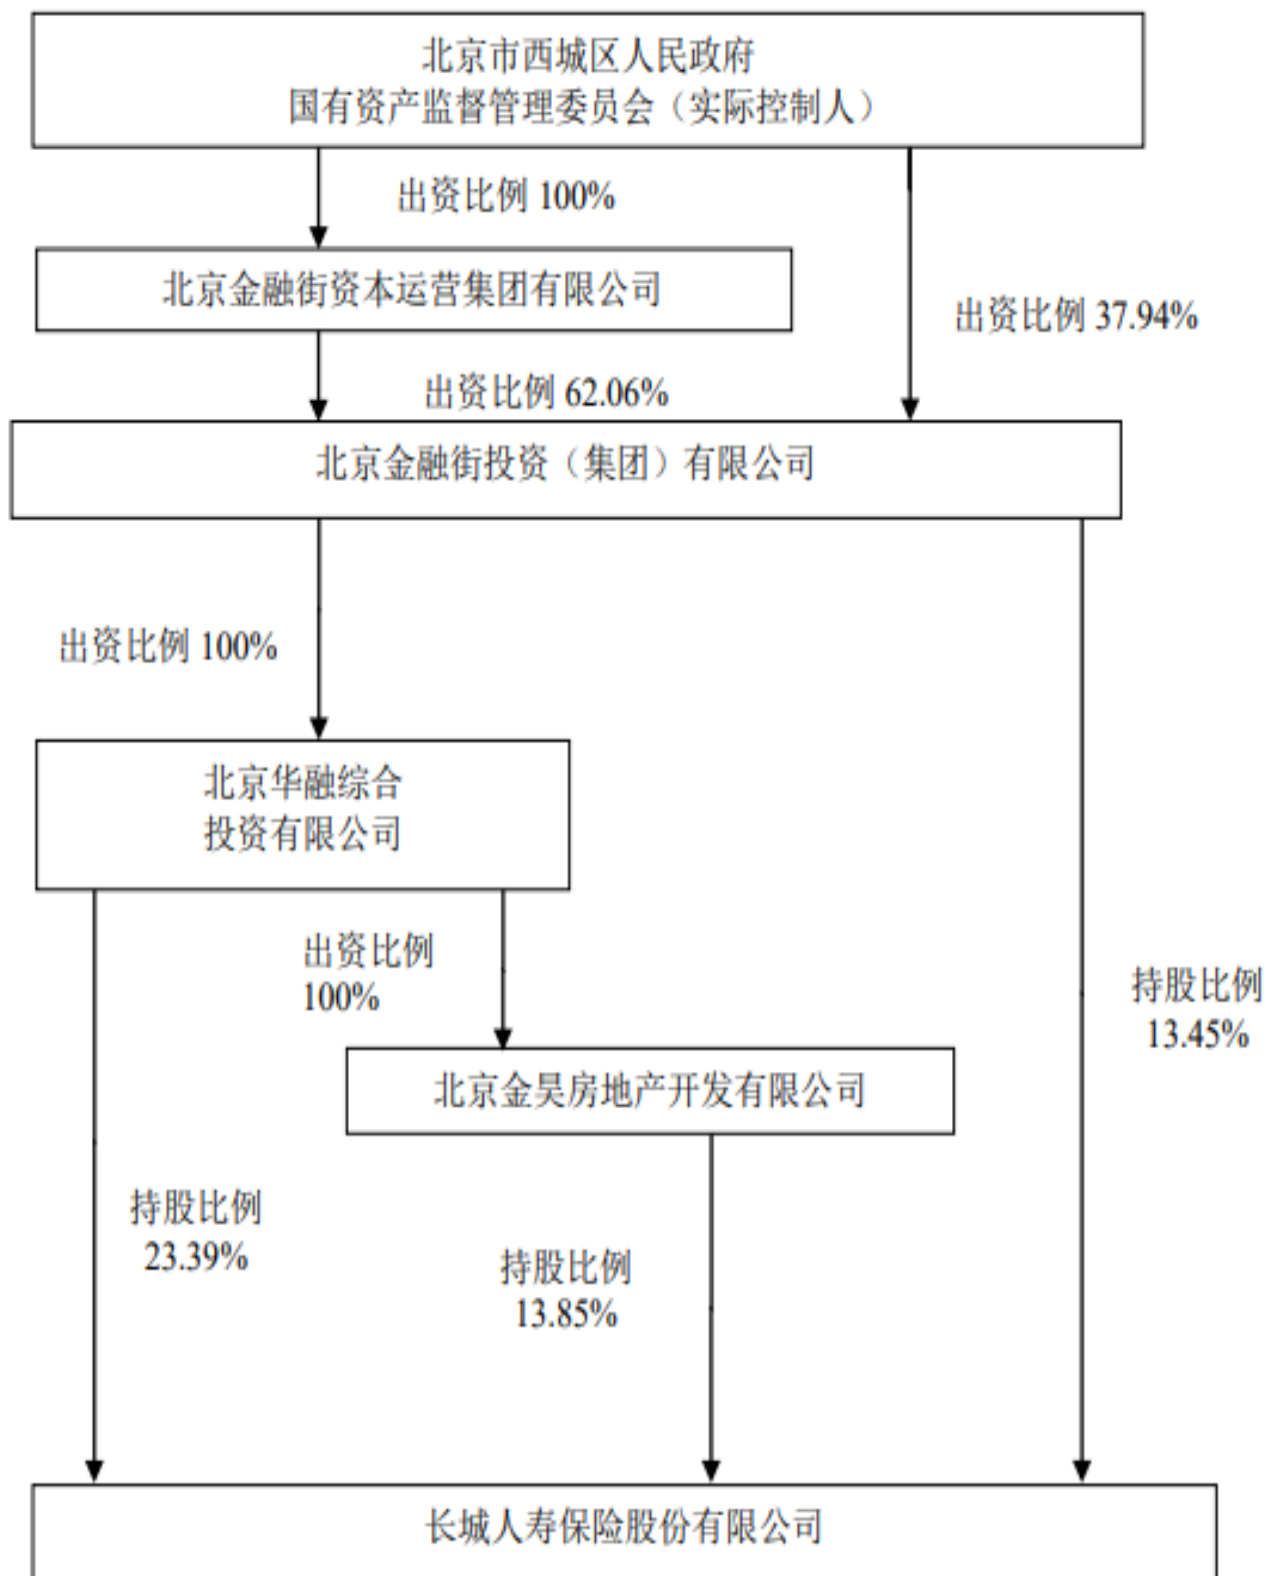 北京市西城区人民政府
国有资产监督管理委员会（实际控制人）
出资比例 100%
北京金融街资本运营集团有限公司
出资比例 37.94%
出资比例 62.06%
北京金融街投资（集团）有限公司
出资比例 100%
北京华融综合
投资有限公司
出资比例
100%
持股比例
13.45%
北京金昊房地产开发有限公司
持股比例
23.39%
持股比例
13.85%
长城人寿保险股份有限公司